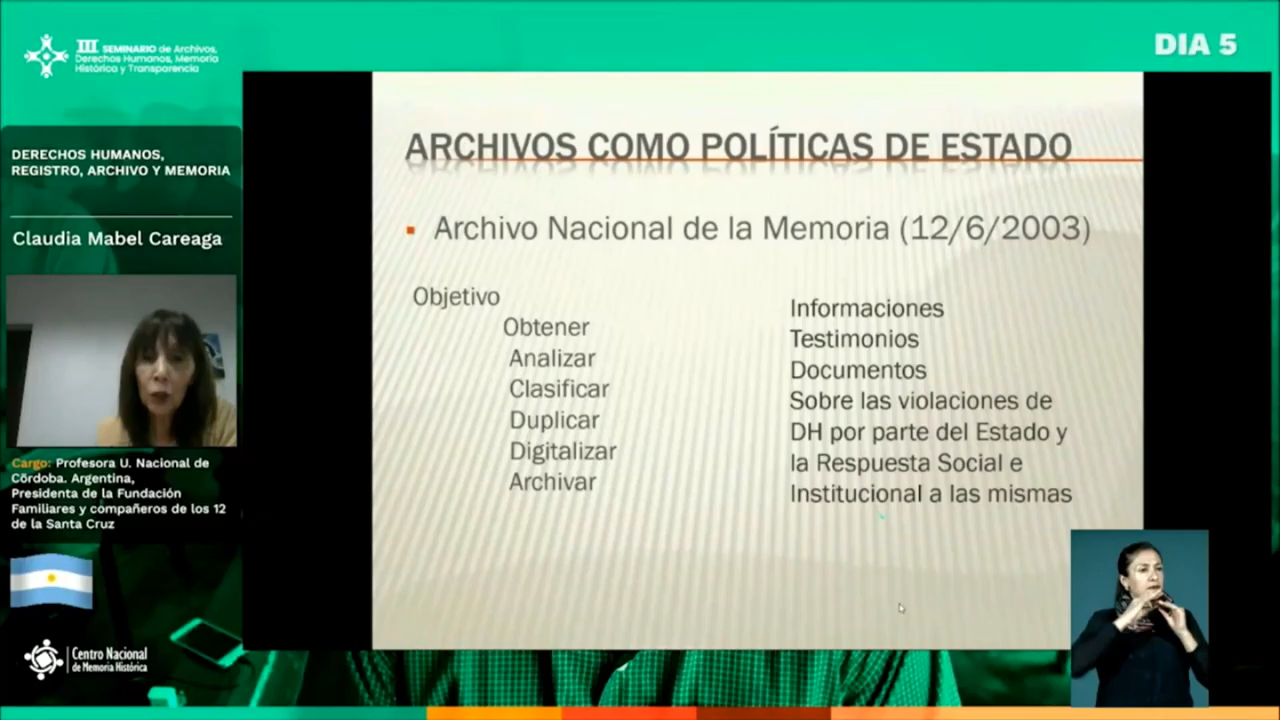 III SEMINARIO de Archivos,
Derechos Humanos, Memoria
Histórica y Transparencia
DIA 5
DERECHOS HUMANOS,
REGISTRO, ARCHIVO Y MEMORIA
Claudia Mabel Careaga
Cargo: Profesora U. Nacional de
Córdoba. Argentina,
Presidenta de la Fundación
Familiares y compañeros de los 12
de la Santa Cruz
Centro Nacional
de Memoria Histórica
ARCHIVOS COMO POLÍTICAS DE ESTADO
▪ Archivo Nacional de la Memoria (12/6/2003)
Objetivo
Obtener
Analizar
Clasificar
Duplicar
Digitalizar
Archivar
Informaciones
Testimonios
Documentos
Sobre las violaciones de
DH por parte del Estado y
la Respuesta Social e
Institucional a las mismas